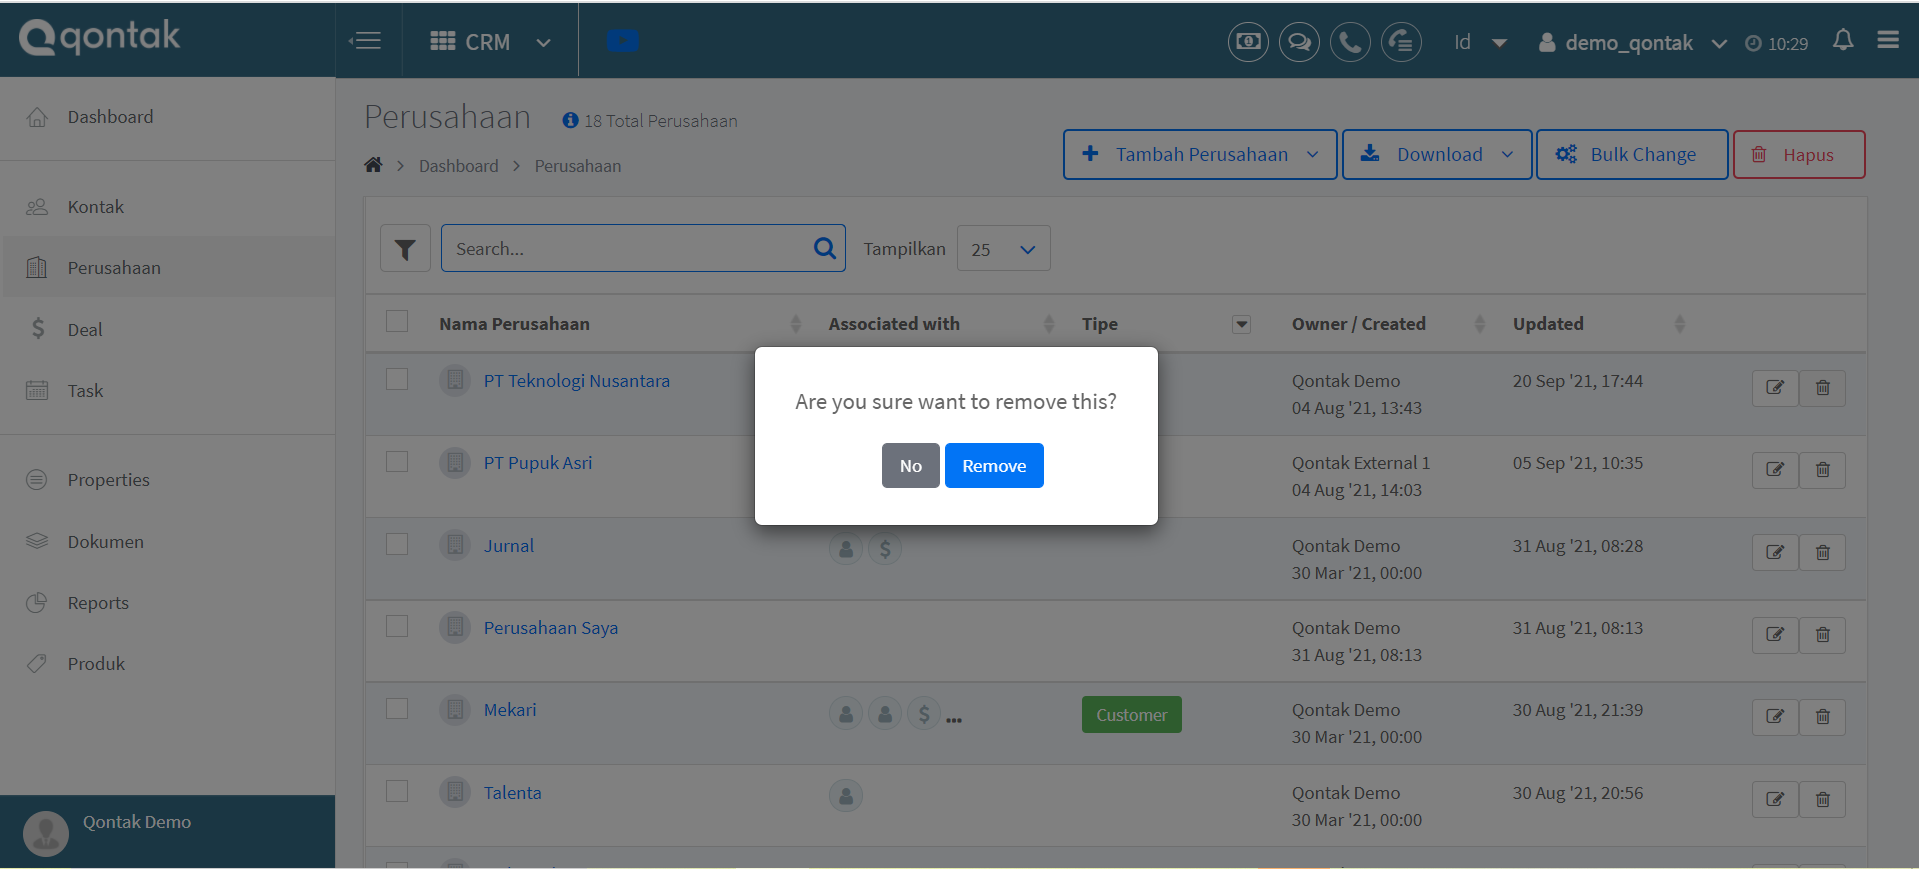 qontak
CRM
Id
demo_qontak
10:29
Dashboard
Kontak
Perusahaan
Deal
Task
Properties
Dokumen
Reports
Produk
Qontak Demo
Perusahaan
18 Total Perusahaan
Dashboard > Perusahaan
Tambah Perusahaan
Download
Bulk Change
Hapus
Search...
Tampilkan
25
Nama Perusahaan
Associated with
Tipe
Owner / Created
Updated
PT Teknologi Nusantara
Qontak Demo
04 Aug '21, 13:43
20 Sep '21, 17:44
Are you sure want to remove this?
No
Remove
PT Pupuk Asri
Qontak External 1
04 Aug '21, 14:03
05 Sep '21, 10:35
Jurnal
Qontak Demo
30 Mar '21, 00:00
31 Aug '21, 08:28
Perusahaan Saya
Qontak Demo
31 Aug '21, 08:13
31 Aug '21, 08:13
Mekari
...
Customer
Qontak Demo
30 Mar '21, 00:00
30 Aug '21, 21:39
Talenta
Qontak Demo
30 Mar '21, 00:00
30 Aug '21, 20:56